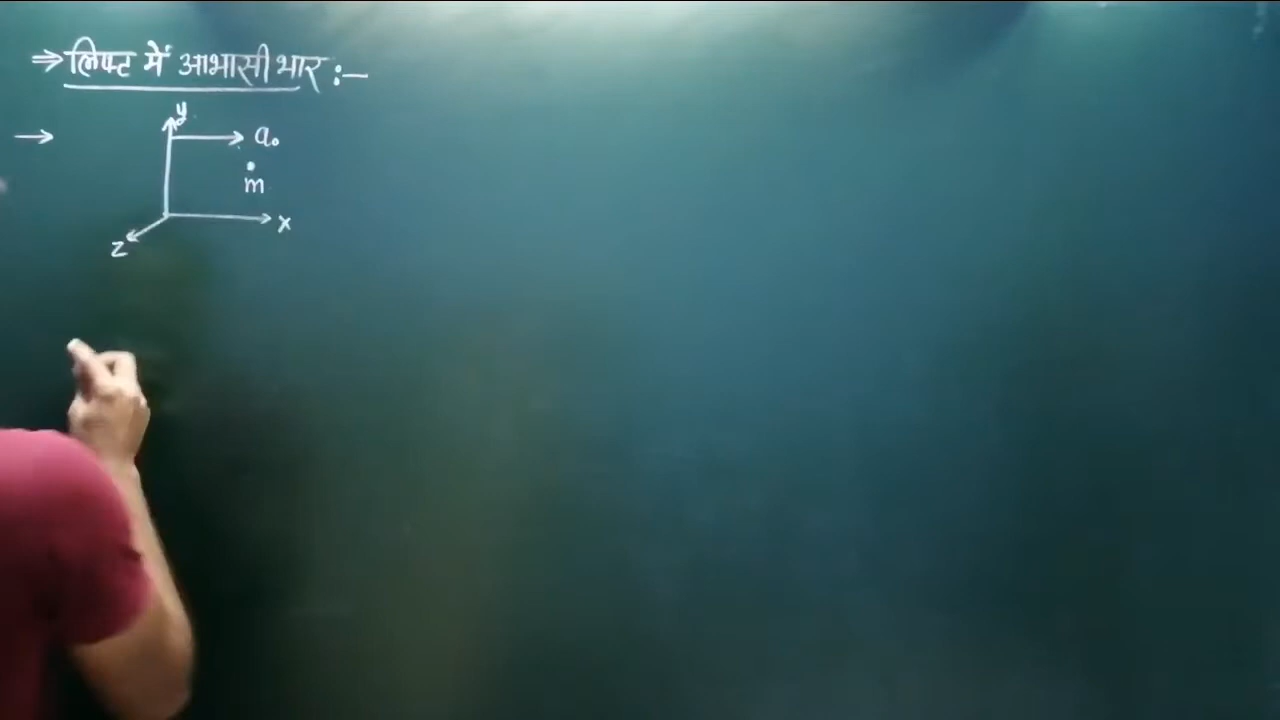 ⇒ लिफ्ट में आभासी भार :-
y
→ a₀
m
x
z